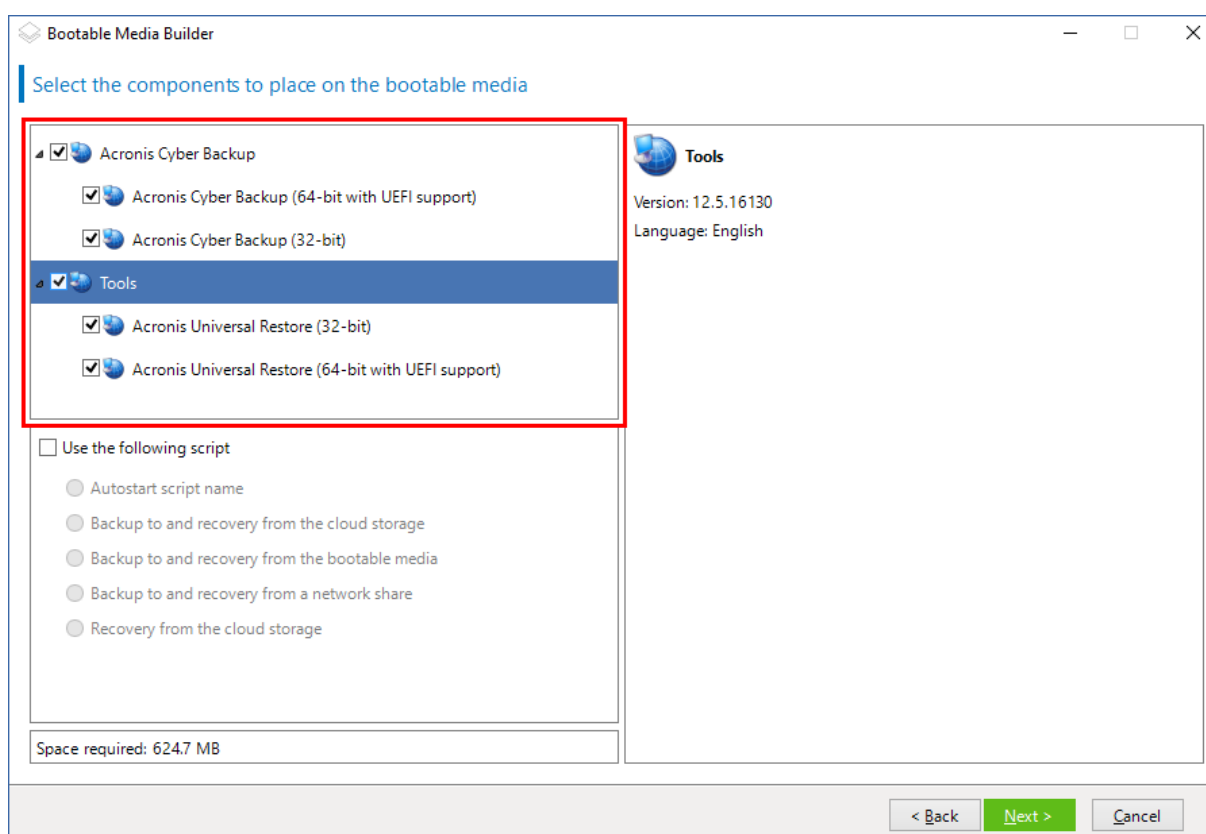 Bootable Media Builder
Select the components to place on the bootable media
Acronis Cyber Backup
Acronis Cyber Backup (64-bit with UEFI support)
Acronis Cyber Backup (32-bit)
Tools
Acronis Universal Restore (32-bit)
Acronis Universal Restore (64-bit with UEFI support)
Use the following script
Autostart script name
Backup to and recovery from the cloud storage
Backup to and recovery from the bootable media
Backup to and recovery from a network share
Recovery from the cloud storage
Space required: 624.7 MB
Tools
Version: 12.5.16130
Language: English
< Back
Next >
Cancel